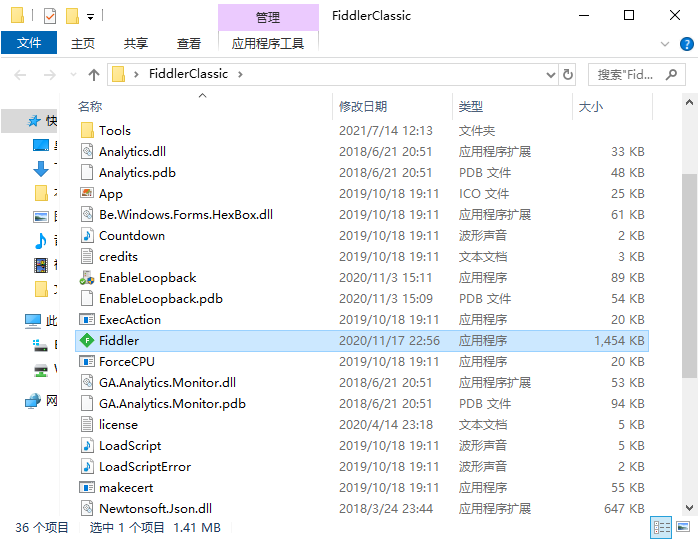 管理 FiddlerClassic
文件 主页 共享 查看 应用程序工具
FiddlerClassic 搜索"Fid...
名称 修改日期 类型 大小
快
Tools 2021/7/14 12:13 文件夹
Analytics.dll 2018/6/21 20:51 应用程序扩展 33 KB
Analytics.pdb 2018/6/21 20:51 PDB 文件 48 KB
App 2019/10/18 19:11 ICO 文件 25 KB
Be.Windows.Forms.HexBox.dll 2019/10/18 19:11 应用程序扩展 61 KB
Countdown 2019/10/18 19:11 波形声音 2 KB
credits 2019/10/18 19:11 文本文档 3 KB
EnableLoopback 2020/11/3 15:11 应用程序 89 KB
EnableLoopback.pdb 2020/11/3 15:09 PDB 文件 54 KB
ExecAction 2019/10/18 19:11 应用程序 20 KB
此
Fiddler 2020/11/17 22:56 应用程序 1,454 KB
ForceCPU 2019/10/18 19:11 应用程序 20 KB
GA.Analytics.Monitor.dll 2018/6/21 20:51 应用程序扩展 53 KB
网
GA.Analytics.Monitor.pdb 2018/6/21 20:51 PDB 文件 94 KB
license 2020/4/14 23:18 文本文档 5 KB
LoadScript 2019/10/18 19:11 波形声音 5 KB
LoadScriptError 2019/10/18 19:11 波形声音 2 KB
makecert 2019/10/18 19:11 应用程序 55 KB
Newtonsoft.Json.dll 2018/3/24 23:44 应用程序扩展 647 KB
36 个项目 选中 1 个项目 1.41 MB